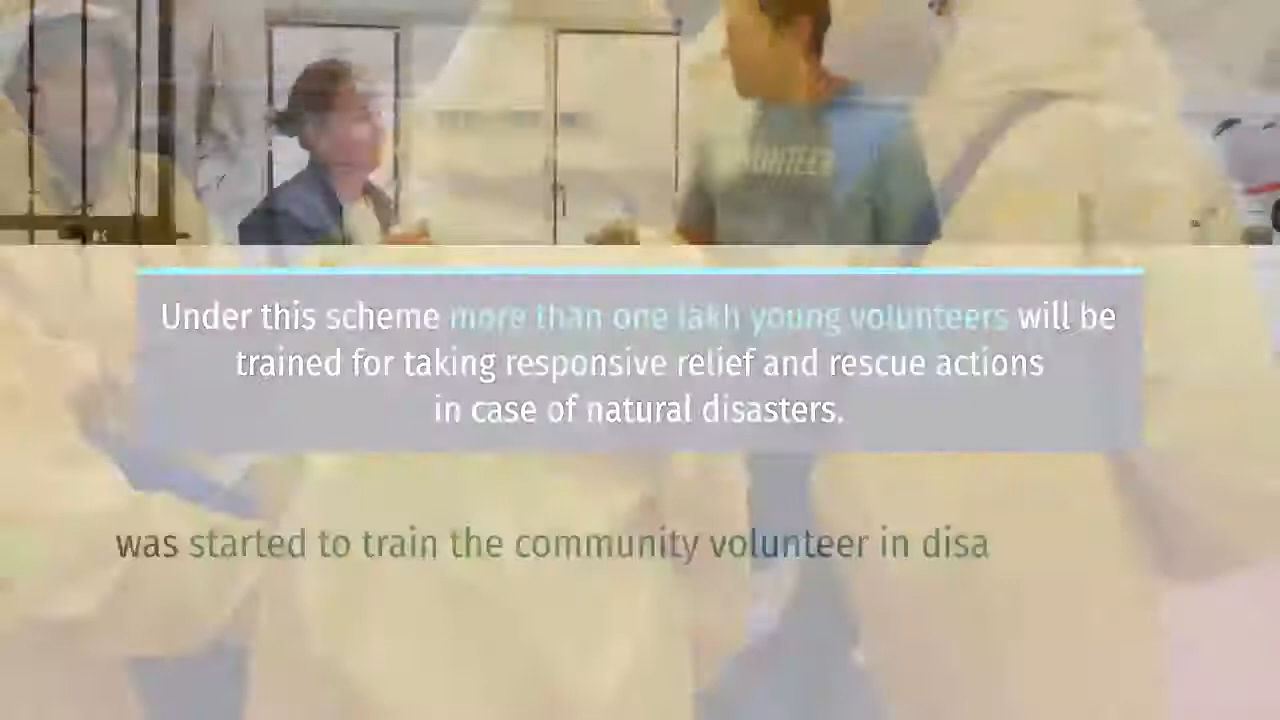 Under this scheme more than one lakh young volunteers will be
trained for taking responsive relief and rescue actions
in case of natural disasters.
was started to train the community volunteer in disa